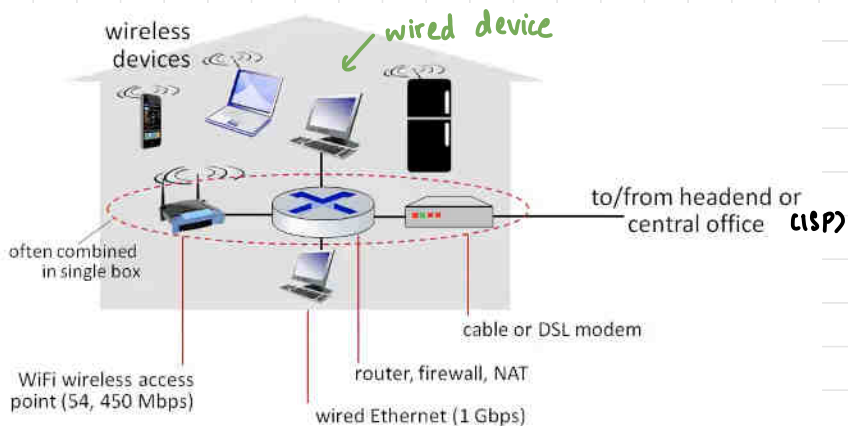 wireless
devices
wired device
to/from headend or
central office (ISP)
often combined
in single box
cable or DSL modem
WiFi wireless access
point (54, 450 Mbps)
router, firewall, NAT
wired Ethernet (1 Gbps)